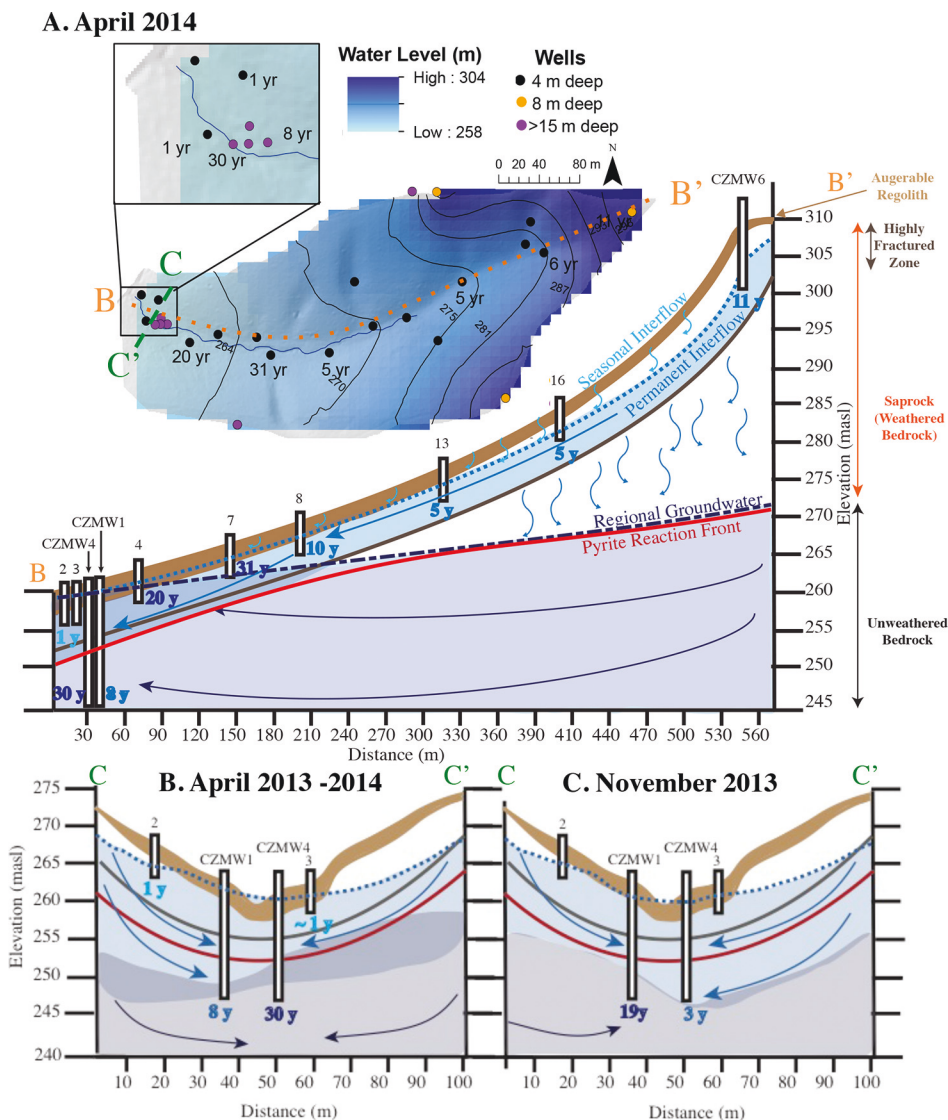 A. April 2014
Water Level (m)
High : 304
Low : 258
Wells
4 m deep
8 m deep
>15 m deep
N
0 20 40 80 m
1 yr
1 yr
30 yr
8 yr
B'
C
B
C'
20 yr
264
31 yr
5 yr
270
5 yr
275
281
6 yr
287
293
CZMW6
B'
Augerable
Regolith
Highly
Fractured
Zone
Saprock
(Weathered
Bedrock)
Unweathered
Bedrock
310
305
300
295
290
285
280
275
270
265
260
255
250
245
Elevation (masl)
11 y
Seasonal Interflow
Permanent Interflow
16
5 y
13
5 y
Regional Groundwater
Pyrite Reaction Front
8
10 y
7
31 y
CZMW1
CZMW4
4
20 y
B
2 3
1 y
30 y
8 y
30 60 90 120 150 180 210 240 270 300 330 360 390 410 440 470 500 530 560
Distance (m)
C
B. April 2013 -2014
C'
275
270
265
260
255
250
245
240
Elevation (masl)
2
CZMW1
CZMW4
3
1 y
~ 1 y
8 y
30 y
10 20 30 40 50 60 70 80 90 100
Distance (m)
C
C. November 2013
C'
2
CZMW1
CZMW4
3
19y
3 y
10 20 30 40 50 60 70 80 90 100
Distance (m)